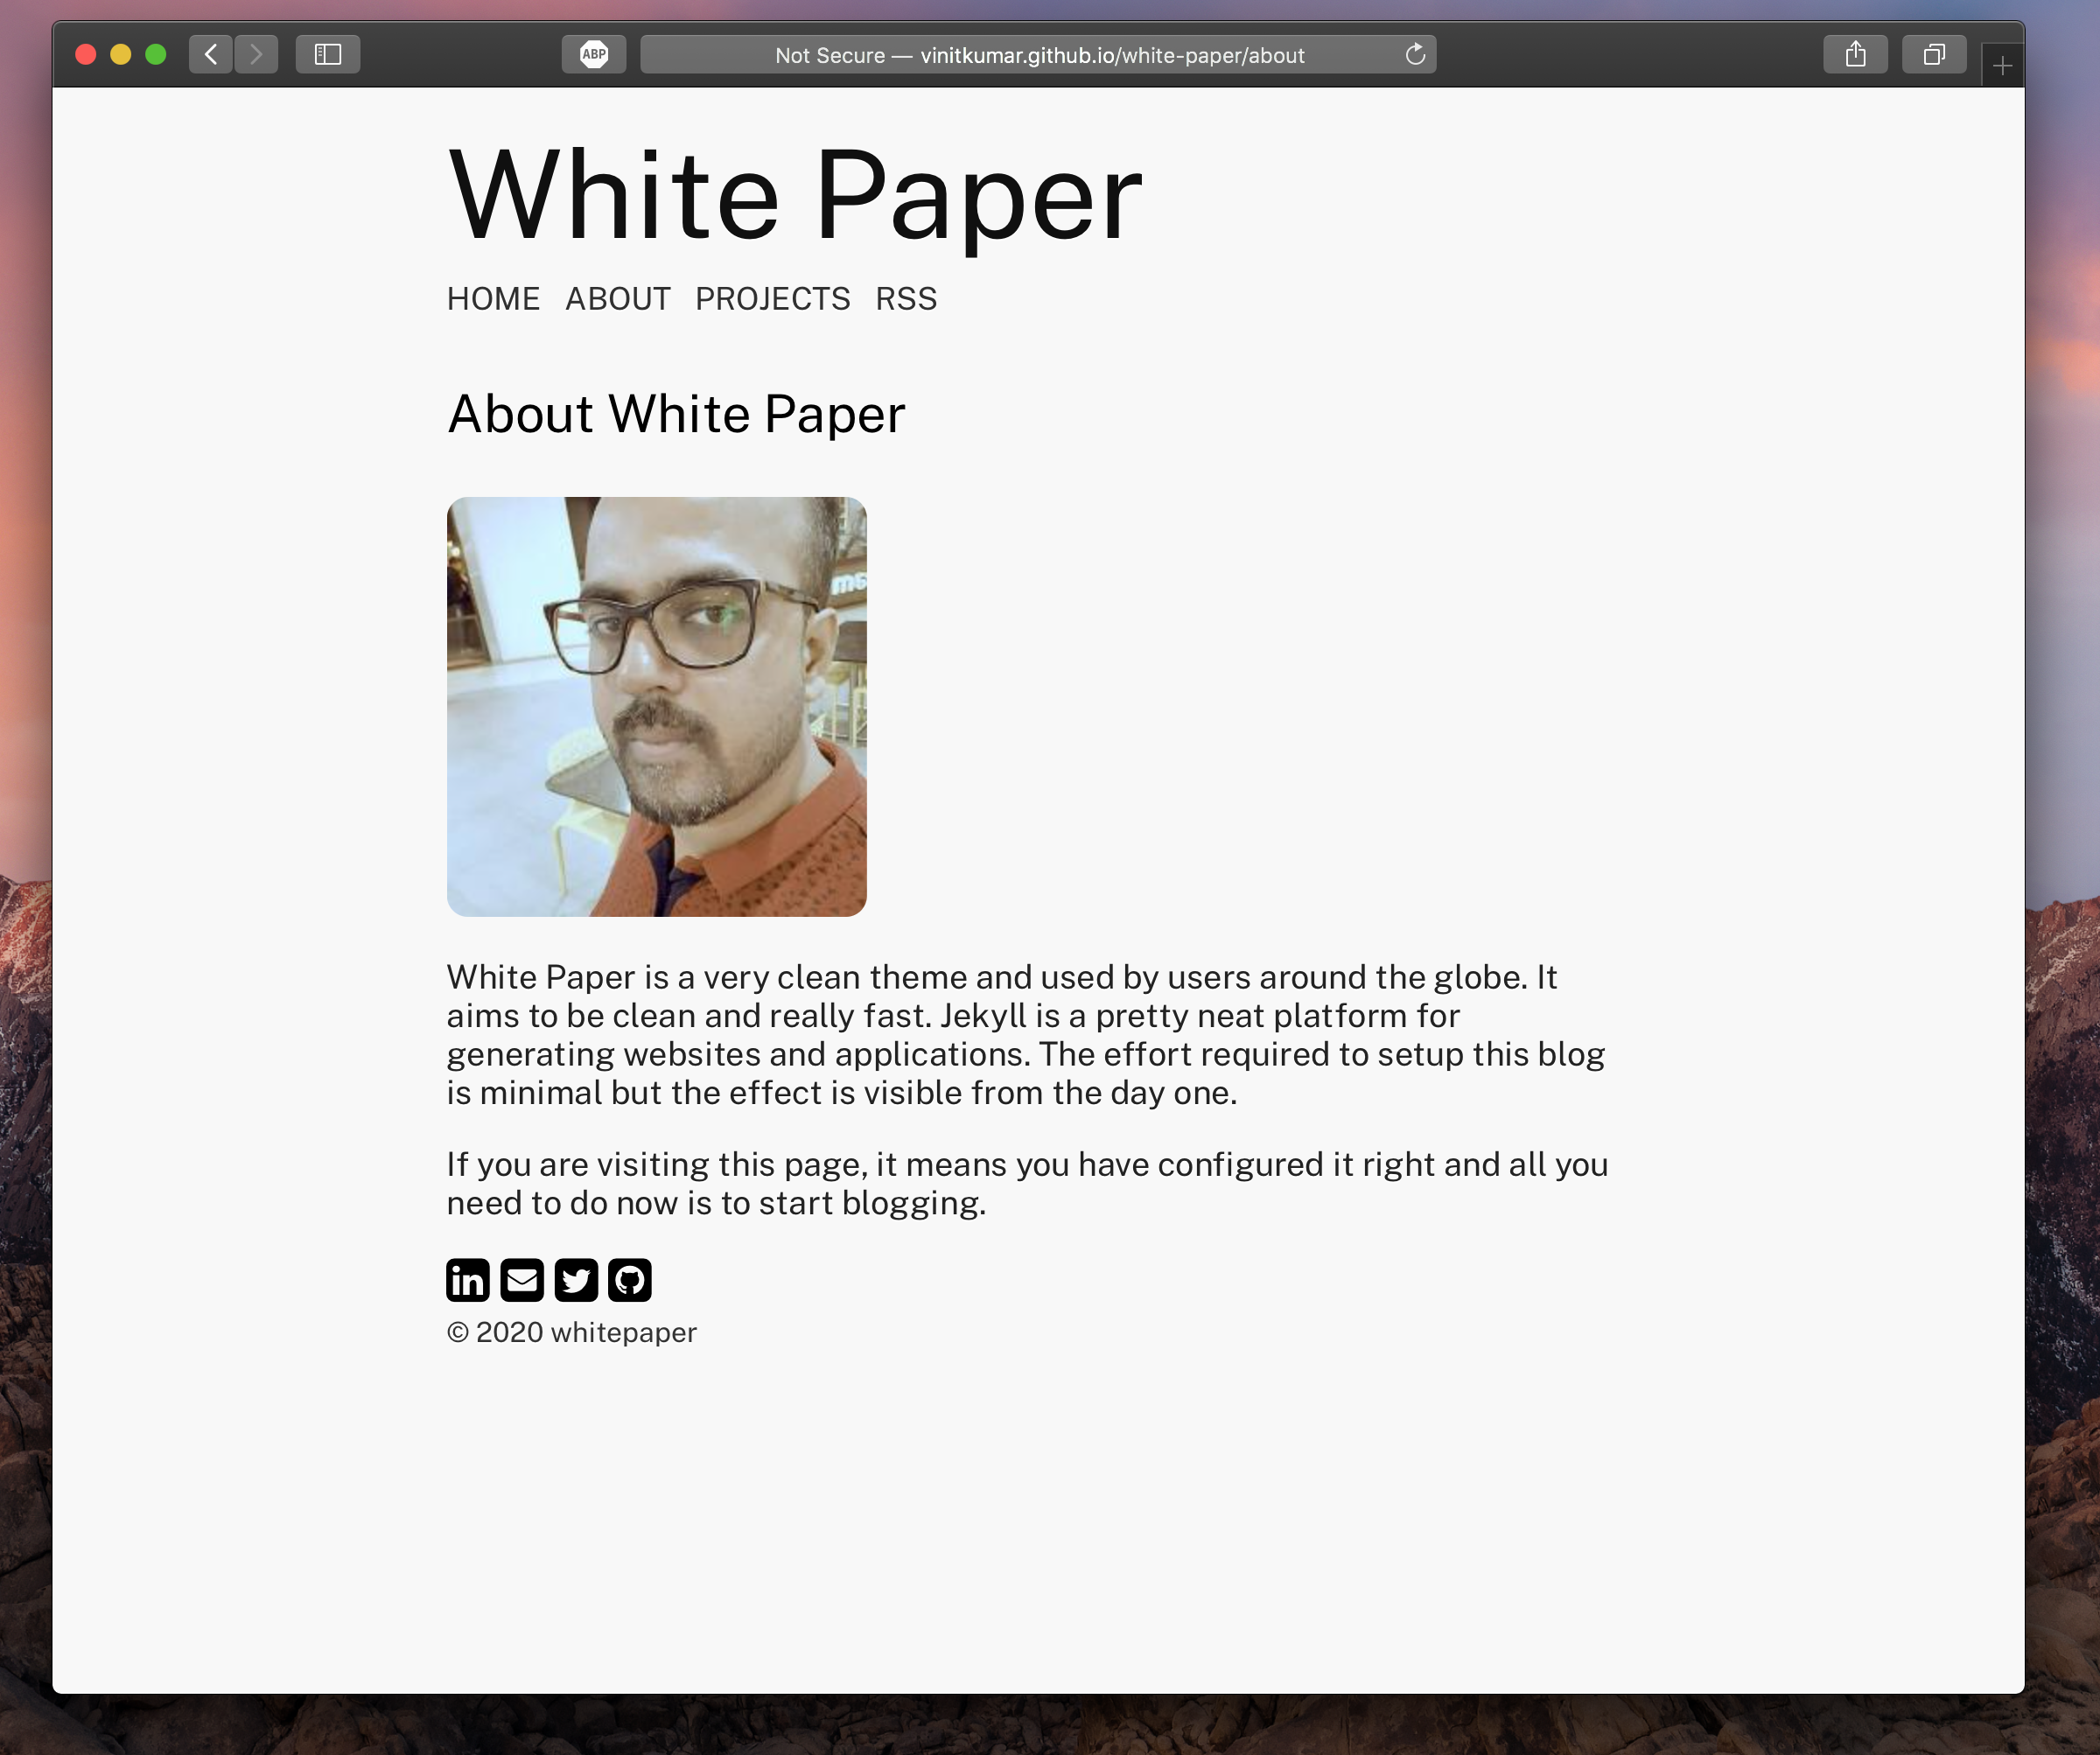 ABP
Not Secure — vinitkumar.github.io/white-paper/about
White Paper
HOME ABOUT PROJECTS RSS
About White Paper
White Paper is a very clean theme and used by users around the globe. It
aims to be clean and really fast. Jekyll is a pretty neat platform for
generating websites and applications. The effort required to setup this blog
is minimal but the effect is visible from the day one.
If you are visiting this page, it means you have configured it right and all you
need to do now is to start blogging.
in
© 2020 whitepaper